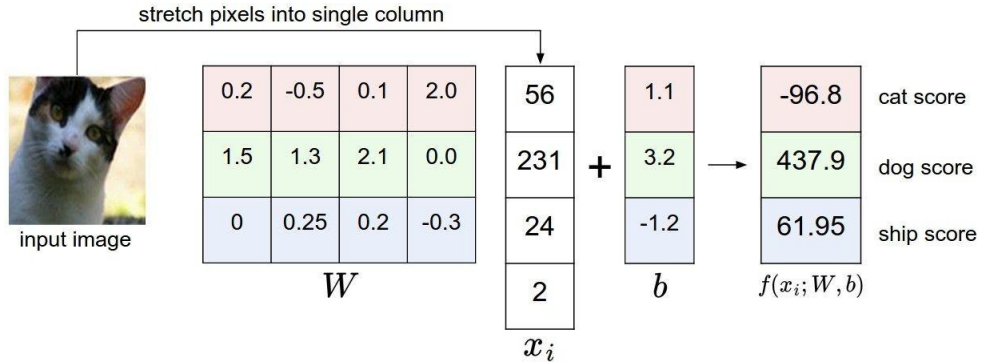 stretch pixels into single column
0.2 -0.5 0.1 2.0
1.5 1.3 2.1 0.0
0 0.25 0.2 -0.3
W
56
231
24
2
x_i
+
1.1
3.2
-1.2
b
-96.8
437.9
61.95
f(x_i; W, b)
cat score
dog score
ship score
input image